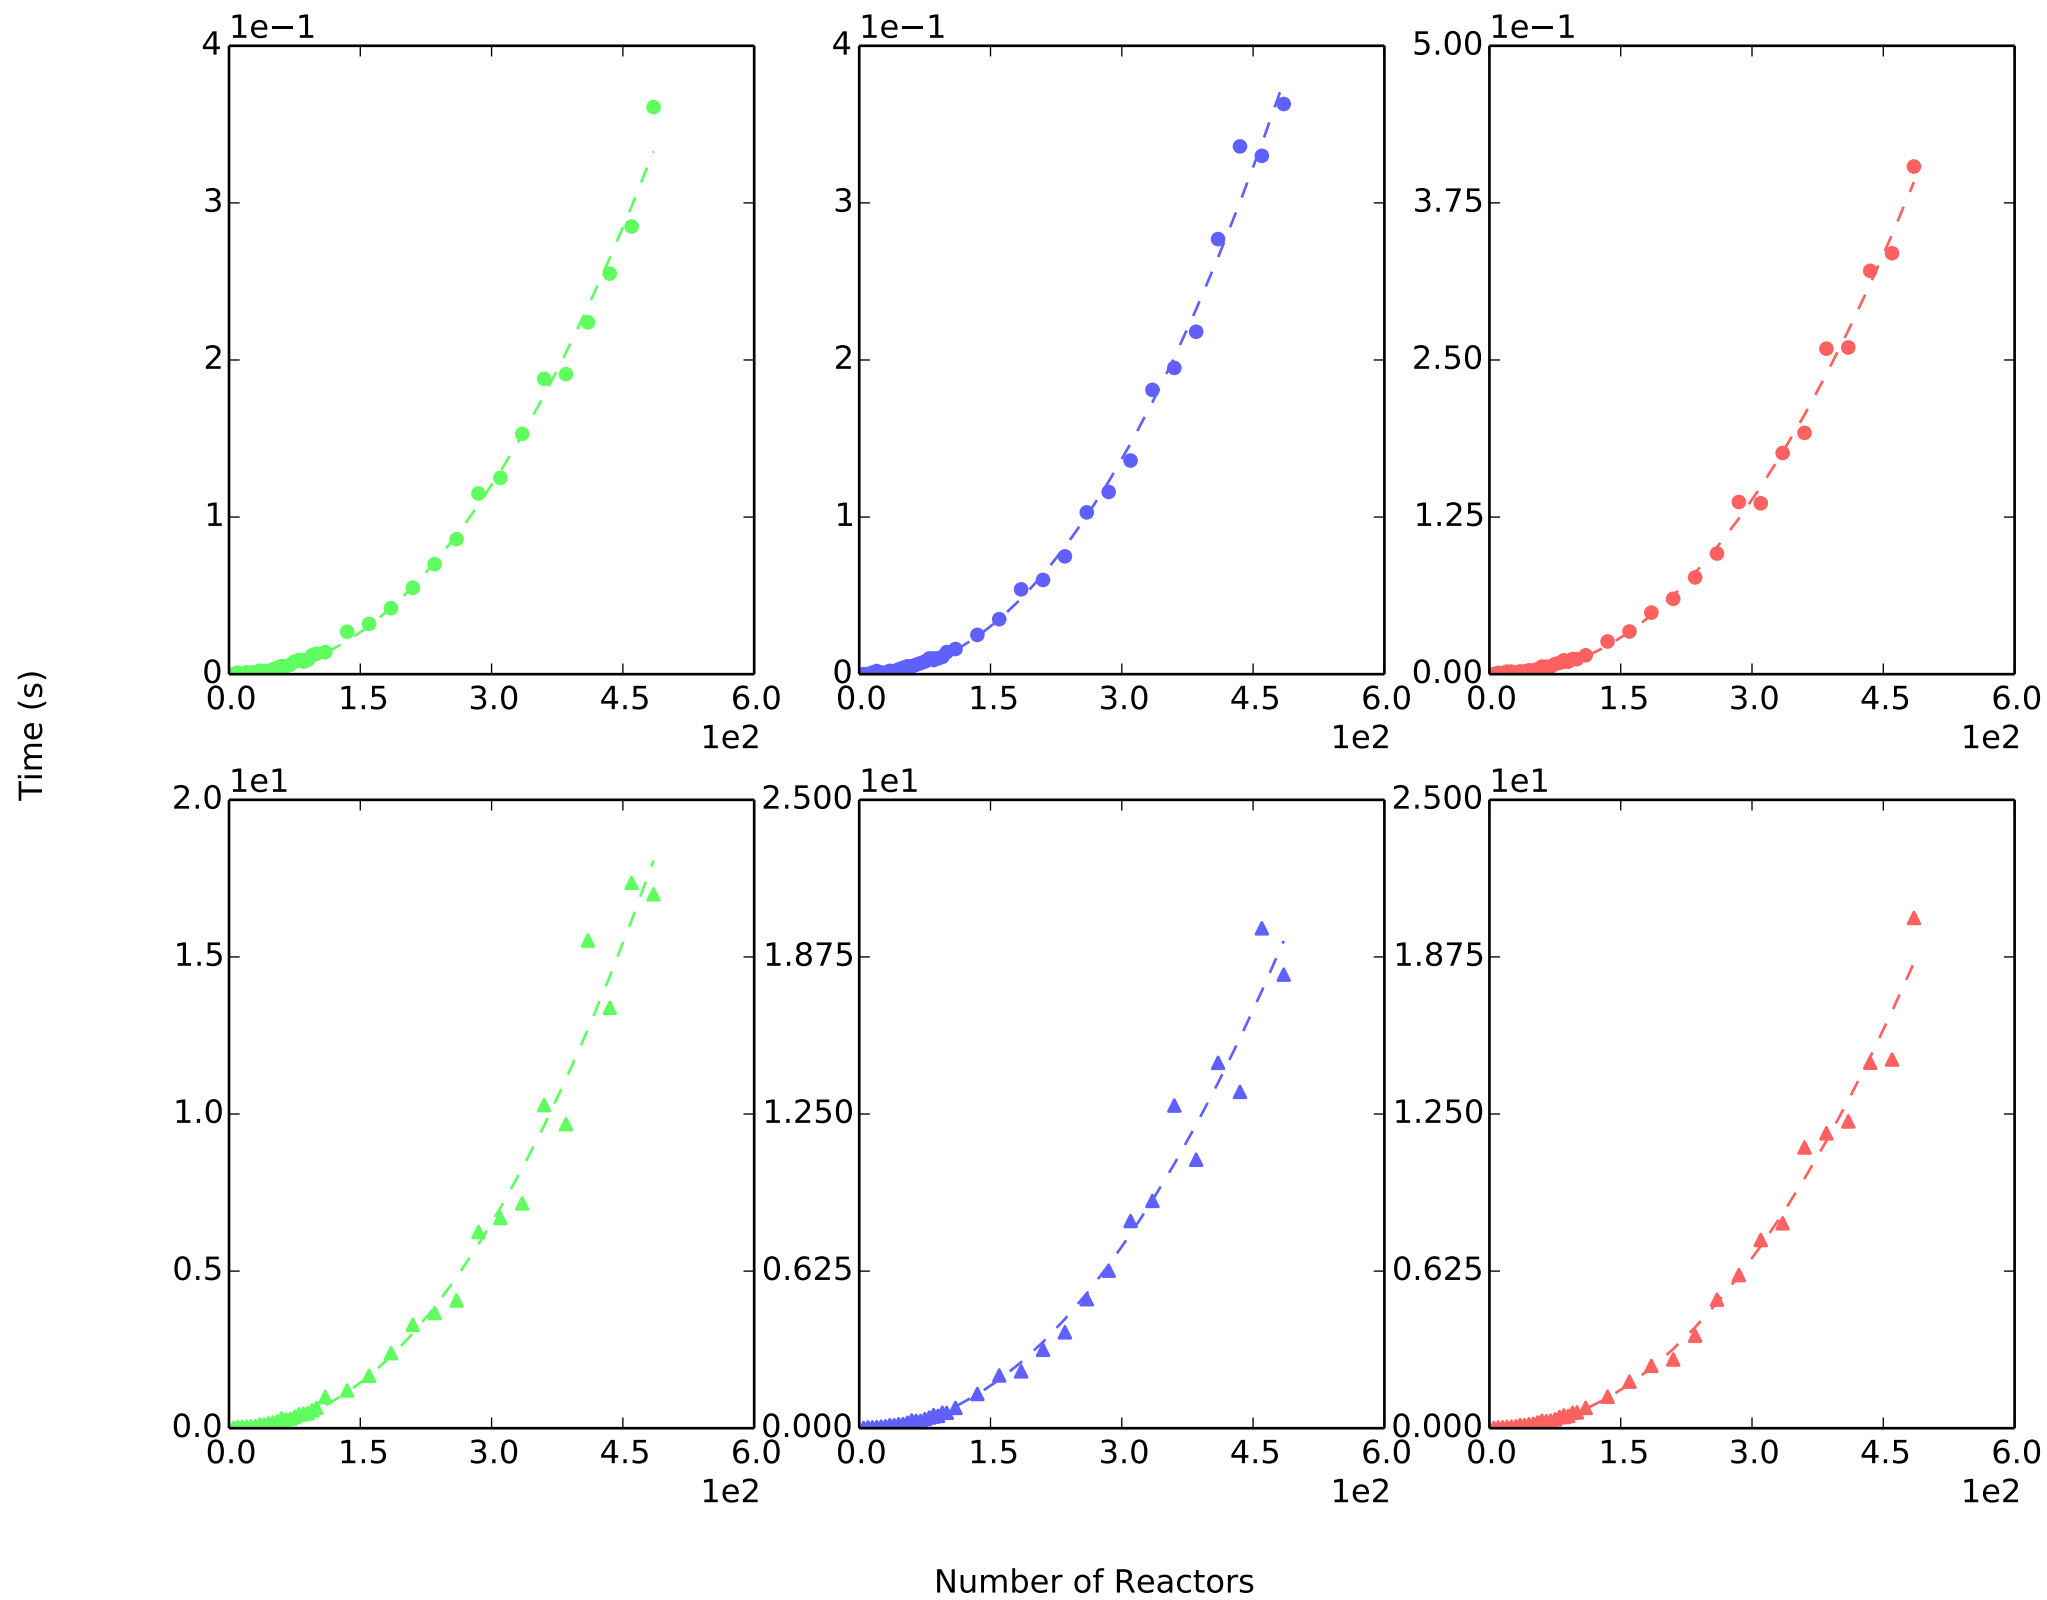 1e−1 1e−1 1e−1
4 4 5.00
3 3 3.75
2 2 2.50
1 1 1.25
0 0 0.00
0.0 1.5 3.0 4.5 6.0 0.0 1.5 3.0 4.5 6.0 0.0 1.5 3.0 4.5 6.0
1e2 1e2 1e2
Time (s)
1e1 1e1 1e1
2.0 2.500 2.500
1.5 1.875 1.875
1.0 1.250 1.250
0.5 0.625 0.625
0.0 0.000 0.000
0.0 1.5 3.0 4.5 6.0 0.0 1.5 3.0 4.5 6.0 0.0 1.5 3.0 4.5 6.0
1e2 1e2 1e2
Number of Reactors